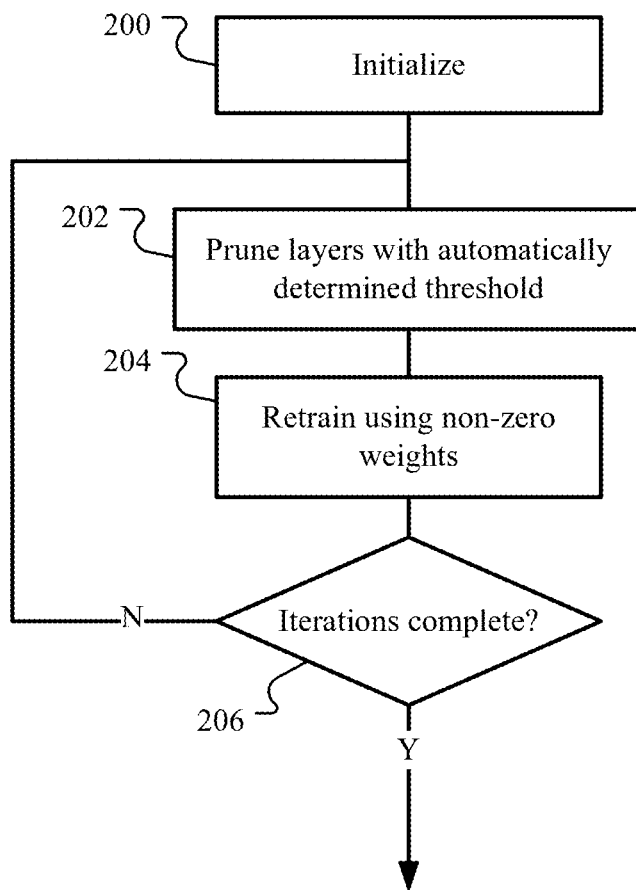 200
Initialize
202
Prune layers with automatically
determined threshold
204
Retrain using non-zero
weights
N
Iterations complete?
206
Y